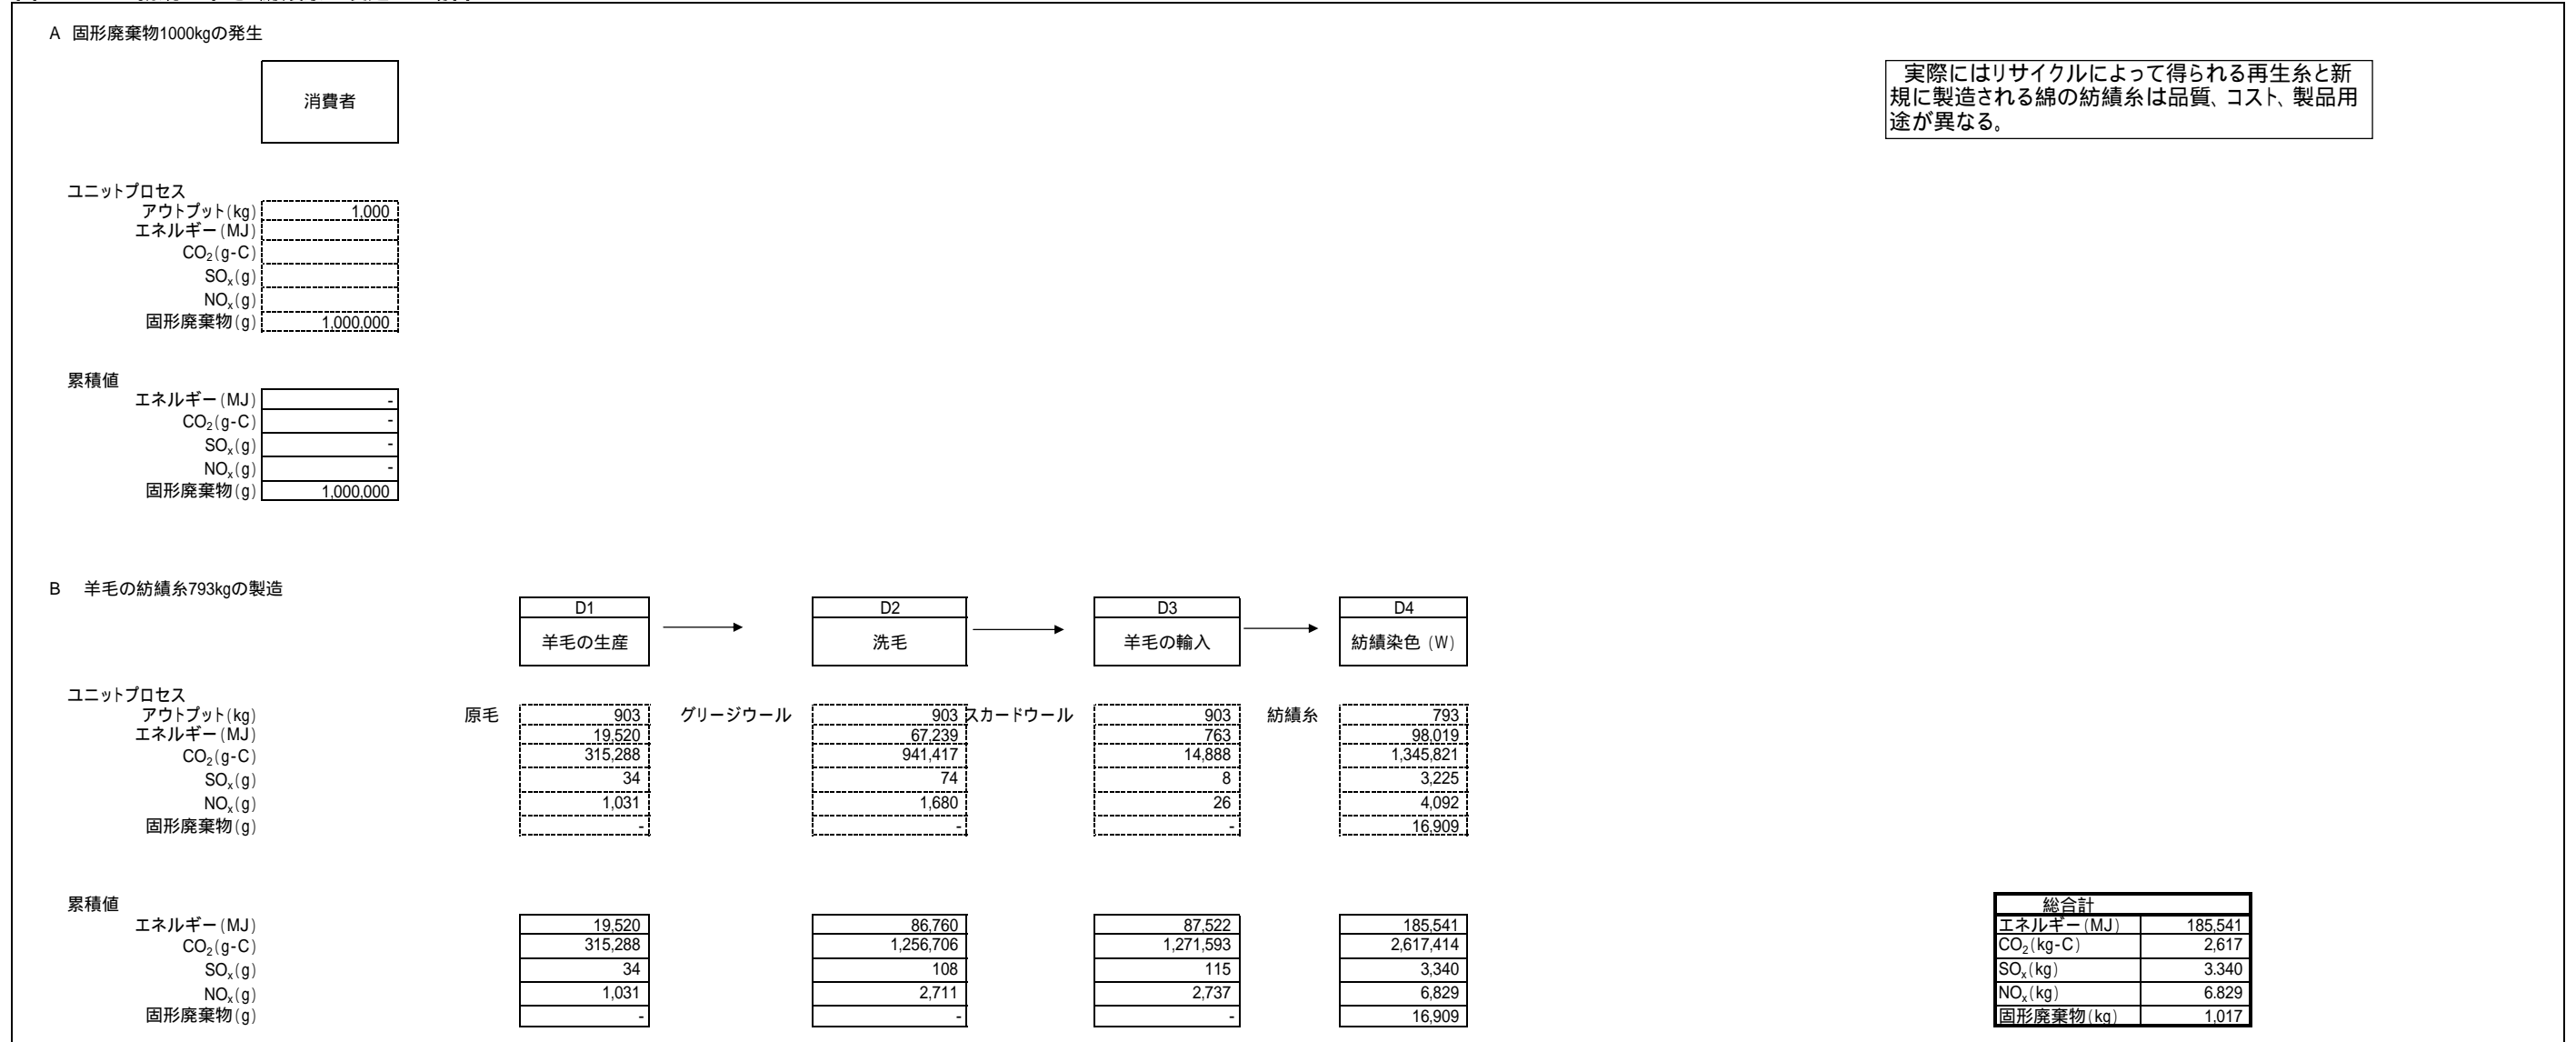 A 固形廃棄物1000kgの発生
消費者
実際にはリサイクルによって得られる再生糸と新
規に製造される綿の紡績糸は品質、コスト、製品用
途が異なる。
ユニットプロセス
アウトプット(kg) 1,000
エネルギー(MJ)
CO₂(g-C)
SOₓ(g)
NOₓ(g)
固形廃棄物(g) 1,000,000
累積値
エネルギー(MJ) -
CO₂(g-C) -
SOₓ(g) -
NOₓ(g) -
固形廃棄物(g) 1,000,000
B 羊毛の紡績糸793kgの製造
D1 D2 D3 D4
羊毛の生産 洗毛 羊毛の輸入 紡績染色 (W)
ユニットプロセス
アウトプット(kg) 原毛 903 グリージウール 903 スカードウール 903 紡績糸 793
エネルギー(MJ) 19,520 67,239 763 98,019
CO₂(g-C) 315,288 941,417 14,888 1,345,821
SOₓ(g) 34 74 8 3,225
NOₓ(g) 1,031 1,680 26 4,092
固形廃棄物(g) - - - 16,909
累積値
エネルギー(MJ) 19,520 86,760 87,522 185,541
CO₂(g-C) 315,288 1,256,706 1,271,593 2,617,414
SOₓ(g) 34 108 115 3,340
NOₓ(g) 1,031 2,711 2,737 6,829
固形廃棄物(g) - - - 16,909
総合計
エネルギー(MJ) 185,541
CO₂(kg-C) 2,617
SOₓ(kg) 3.340
NOₓ(kg) 6.829
固形廃棄物(kg) 1,017